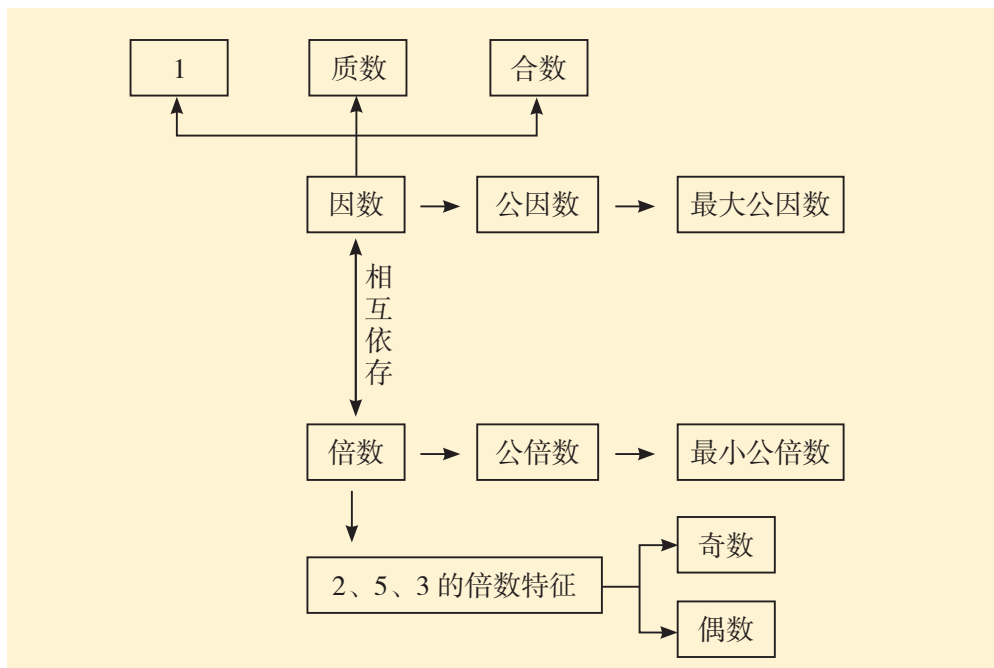 1
质数
合数
因数
公因数
最大公因数
相互依存
倍数
公倍数
最小公倍数
2、5、3 的倍数特征
奇数
偶数